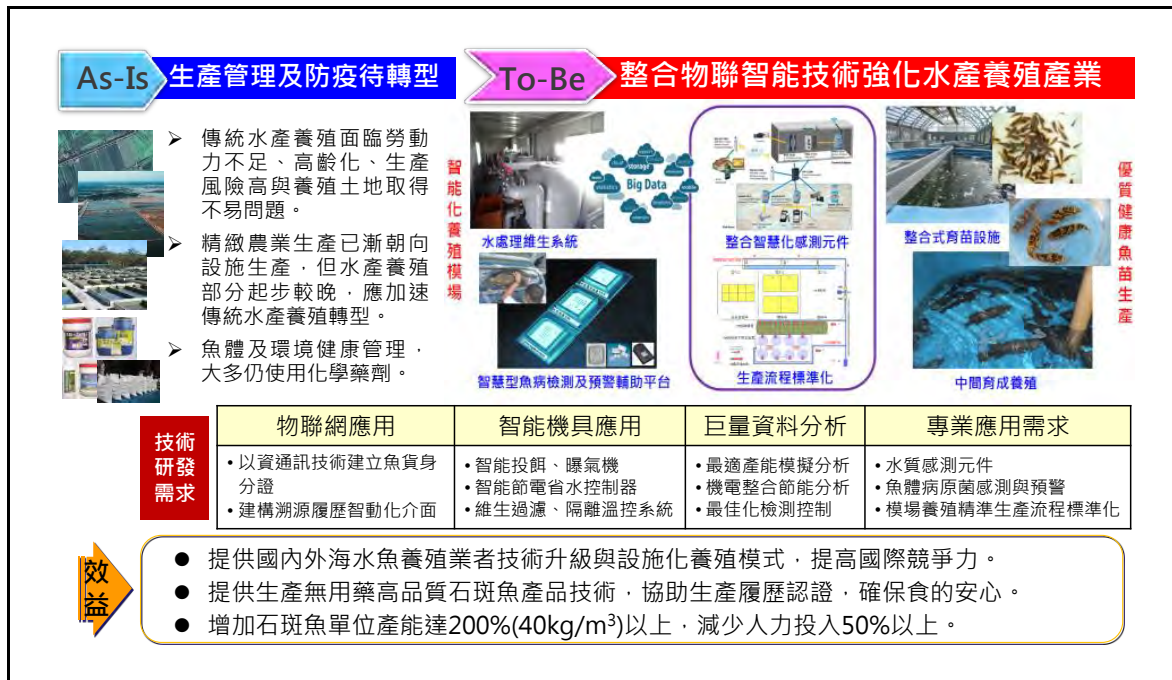 As-Is
生產管理及防疫待轉型
To-Be
整合物聯智能技術強化水產養殖產業
➢ 傳統水產養殖面臨勞動
力不足、高齡化、生產
風險高與養殖土地取得
不易問題。
➢ 精緻農業生產已漸朝向
設施生產，但水產養殖
部分起步較晚，應加速
傳統水產養殖轉型。
➢ 魚體及環境健康管理，
大多仍使用化學藥劑。
智能化養殖模場
Big Data
storage
水處理維生系統
智慧型魚病檢測及預警輔助平台
整合智慧化感測元件
生產流程標準化
整合式育苗設施
中間育成養殖
優質健康魚苗生產
技術
研發
需求
物聯網應用
• 以資通訊技術建立魚貨身
分證
• 建構溯源履歷智動化介面
智能機具應用
• 智能投餌、曝氣機
• 智能節電省水控制器
• 維生過濾、隔離溫控系統
巨量資料分析
• 最適產能模擬分析
• 機電整合節能分析
• 最佳化檢測控制
專業應用需求
• 水質感測元件
• 魚體病原菌感測與預警
• 模場養殖精準生產流程標準化
效
益
● 提供國內外海水魚養殖業者技術升級與設施化養殖模式，提高國際競爭力。
● 提供生產無用藥高品質石斑魚產品技術，協助生產履歷認證，確保食的安心。
● 增加石斑魚單位產能達200%(40kg/m³)以上，減少人力投入50%以上。